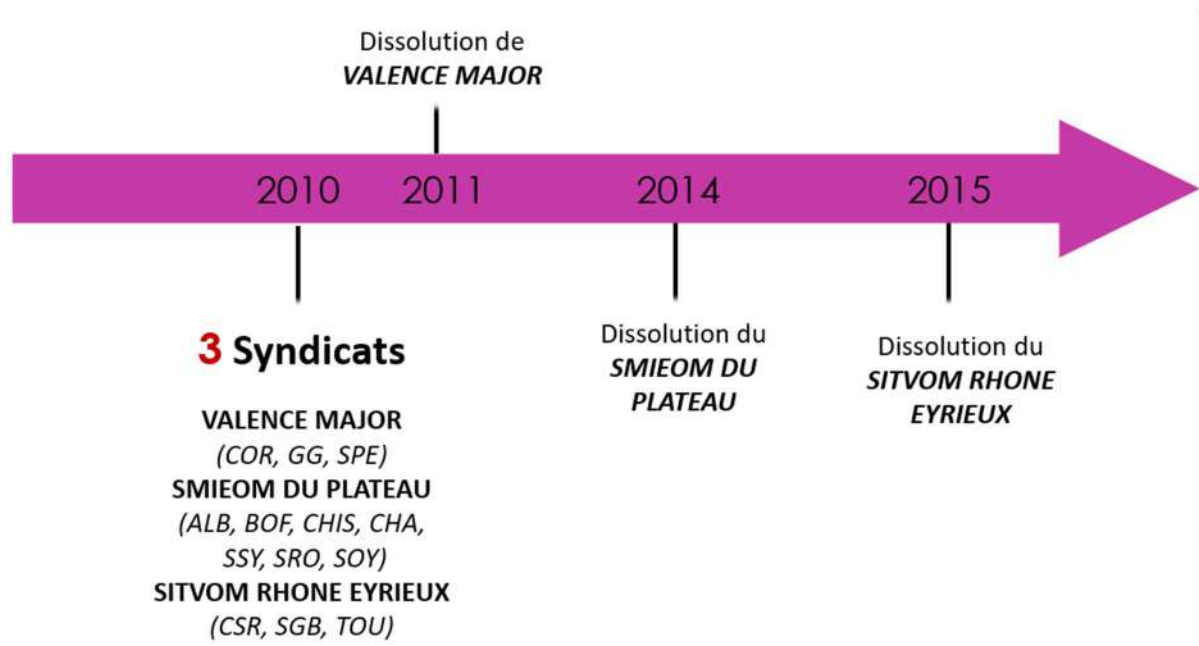 Dissolution de
VALENCE MAJOR
2010 2011 2014 2015
3 Syndicats
VALENCE MAJOR
(COR, GG, SPE)
SMIEOM DU PLATEAU
(ALB, BOF, CHIS, CHA,
SSY, SRO, SOY)
SITVOM RHONE EYRIEUX
(CSR, SGB, TOU)
Dissolution du
SMIEOM DU
PLATEAU
Dissolution du
SITVOM RHONE
EYRIEUX